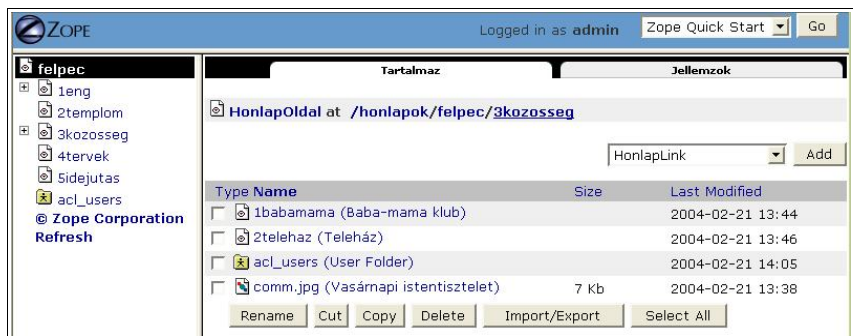 ZOPE
Logged in as admin
Zope Quick Start
Go
felpec
1eng
2templom
3kozosseg
4tervek
5idejutas
acl_users
© Zope Corporation
Refresh
Tartalmaz
Jellemzok
HonlapOldal at /honlapok/felpec/3kozosseg
HonlapLink
Add
Type Name Size Last Modified
1babamama (Baba-mama klub) 2004-02-21 13:44
2telehaz (Teleház) 2004-02-21 13:46
acl_users (User Folder) 2004-02-21 14:05
comm.jpg (Vasárnapi istentisztelet) 7 Kb 2004-02-21 13:38
Rename Cut Copy Delete Import/Export Select All